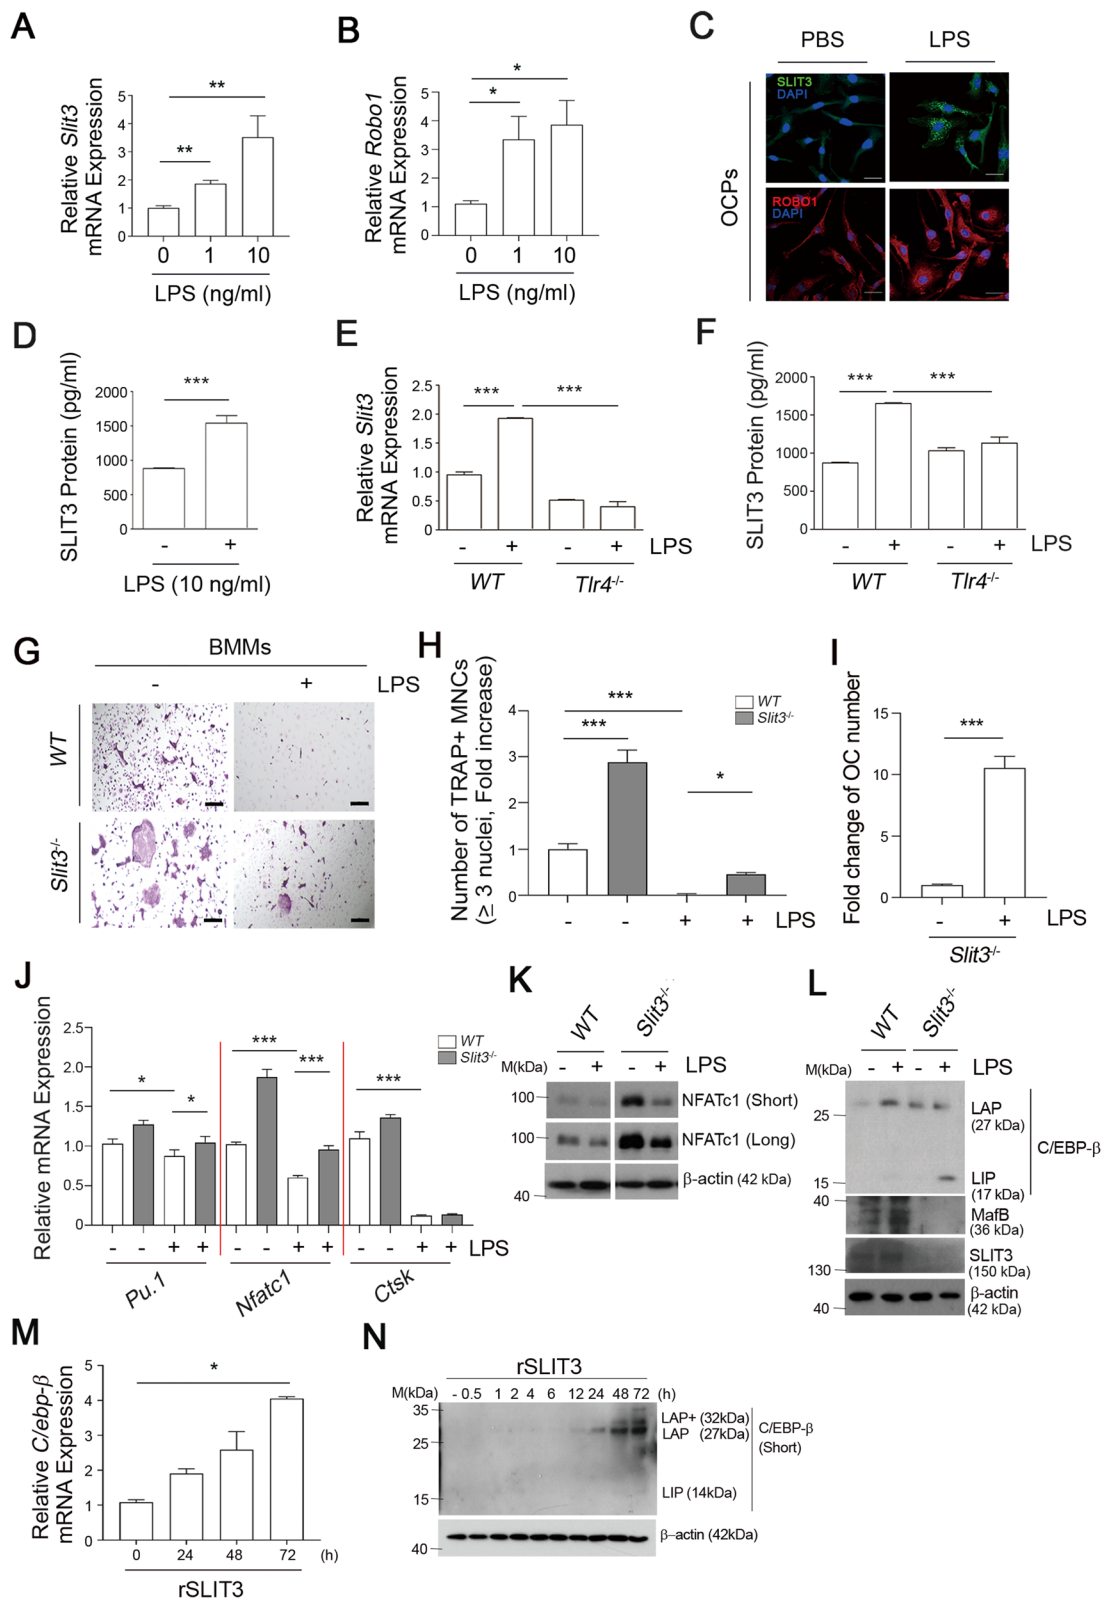 A
Relative Slit3
mRNA Expression
5
4
3
2
1
0
**
**
0 1 10
LPS (ng/ml)
B
Relative Robo1
mRNA Expression
5
4
3
2
1
0
*
*
0 1 10
LPS (ng/ml)
C
PBS LPS
OCPs
SLIT3
DAPI
ROBO1
DAPI
D
SLIT3 Protein (pg/ml)
2000
1500
1000
500
0
***
- +
LPS (10 ng/ml)
E
Relative Slit3
mRNA Expression
2.5
2.0
1.5
1.0
0.5
0
*** ***
- + - + LPS
WT Tlr4-/-
F
SLIT3 Protein (pg/ml)
2000
1500
1000
500
0
*** ***
- + - + LPS
WT Tlr4-/-
G
BMMs
- + LPS
WT
Slit3-/-
H
Number of TRAP+ MNCs
(≥ 3 nuclei, Fold increase)
4
3
2
1
0
***
***
*
WT
Slit3-/-
- - + + LPS
I
Fold change of OC number
15
10
5
0
***
- + LPS
Slit3-/-
J
Relative mRNA Expression
2.5
2.0
1.5
1.0
0.5
0
*
*
***
***
***
WT
Slit3-/-
- - + + - - + + - - + + LPS
Pu.1 Nfatc1 Ctsk
K
WT Slit3-/-
M(kDa) - + - + LPS
100 NFATc1 (Short)
100 NFATc1 (Long)
β-actin (42 kDa)
40
L
WT Slit3-/-
M(kDa) - + - + LPS
25
LAP
(27 kDa)
C/EBP-β
15
LIP
(17 kDa)
40
MafB
(36 kDa)
SLIT3
(150 kDa)
130
β-actin
(42 kDa)
40
M
Relative C/ebp-β
mRNA Expression
5
4
3
2
1
0
*
0 24 48 72 (h)
rSLIT3
N
rSLIT3
M(kDa) - 0.5 1 2 4 6 12 24 48 72 (h)
35
LAP+ (32kDa)
LAP (27kDa)
25
C/EBP-β
(Short)
LIP (14kDa)
15
β-actin (42kDa)
40